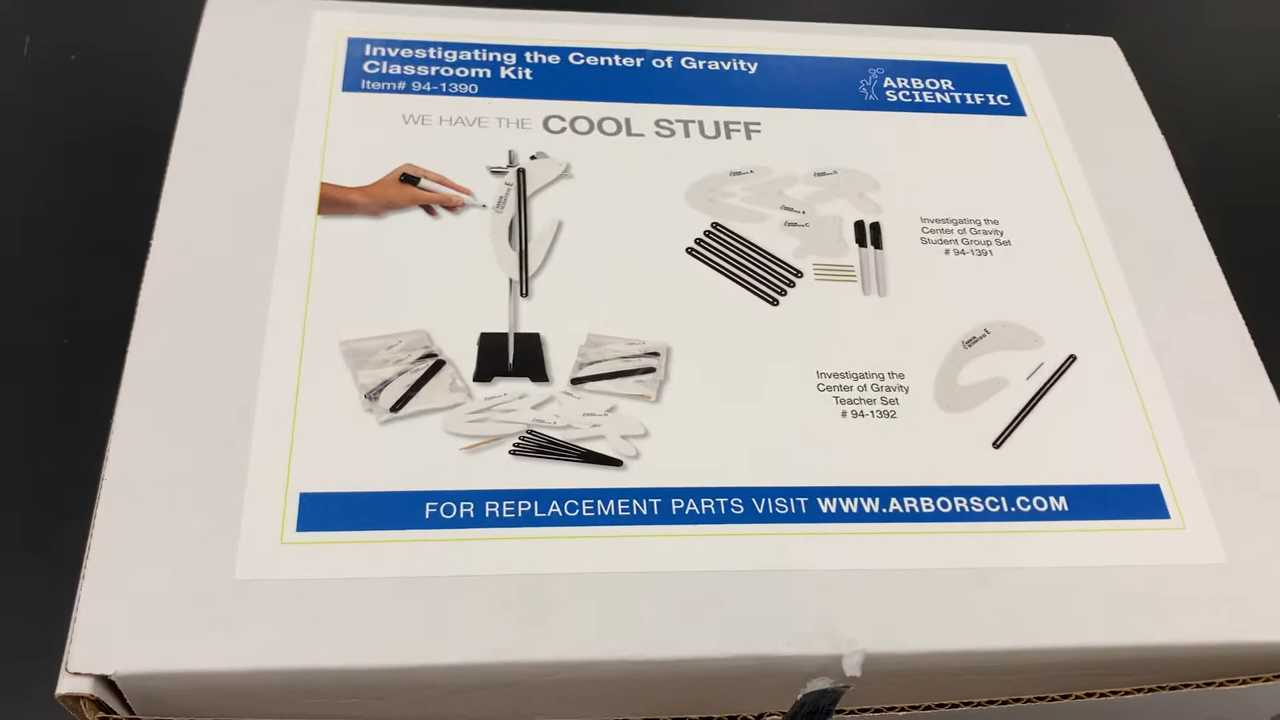 Investigating the Center of Gravity
Classroom Kit
Item# 94-1390
ARBOR
SCIENTIFIC
WE HAVE THE COOL STUFF
Investigating the
Center of Gravity
Student Group Set
# 94-1391
Investigating the
Center of Gravity
Teacher Set
# 94-1392
FOR REPLACEMENT PARTS VISIT WWW.ARBORSCI.COM